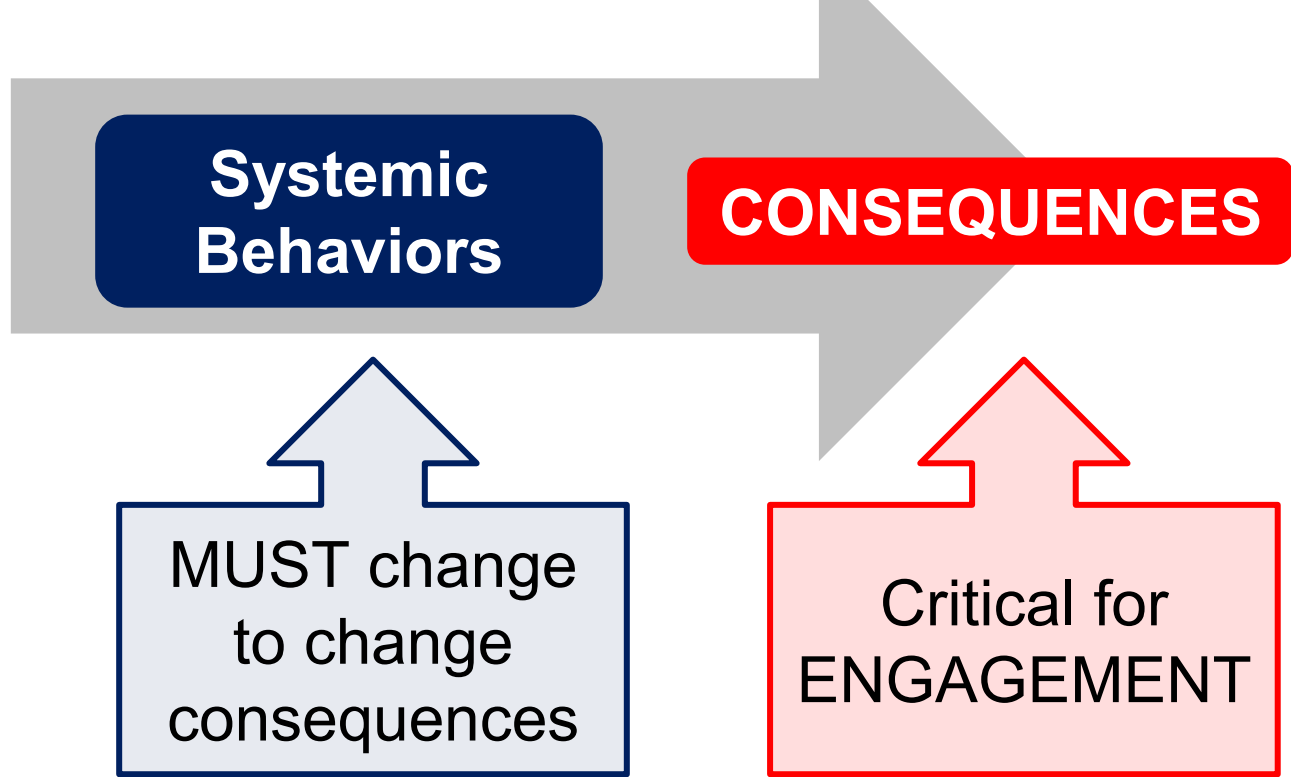 Systemic
Behaviors
CONSEQUENCES
MUST change
to change
consequences
Critical for
ENGAGEMENT